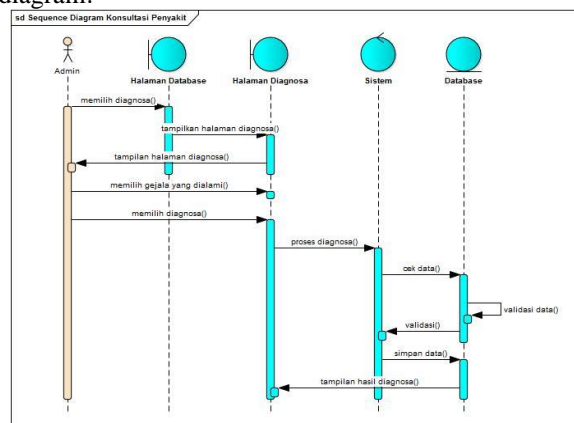 diagram.
sd Sequence Diagram Konsultasi Penyakit
Admin
Halaman Database
Halaman Diagnosa
Sistem
Database
memilih diagnosa()
tampilkan halaman diagnosa()
tampilan halaman diagnosa()
memilih gejala yang dialami()
memilih diagnosa()
proses diagnosa()
cek data()
validasi data()
validasi()
simpan data()
tampilan hasil diagnosa()